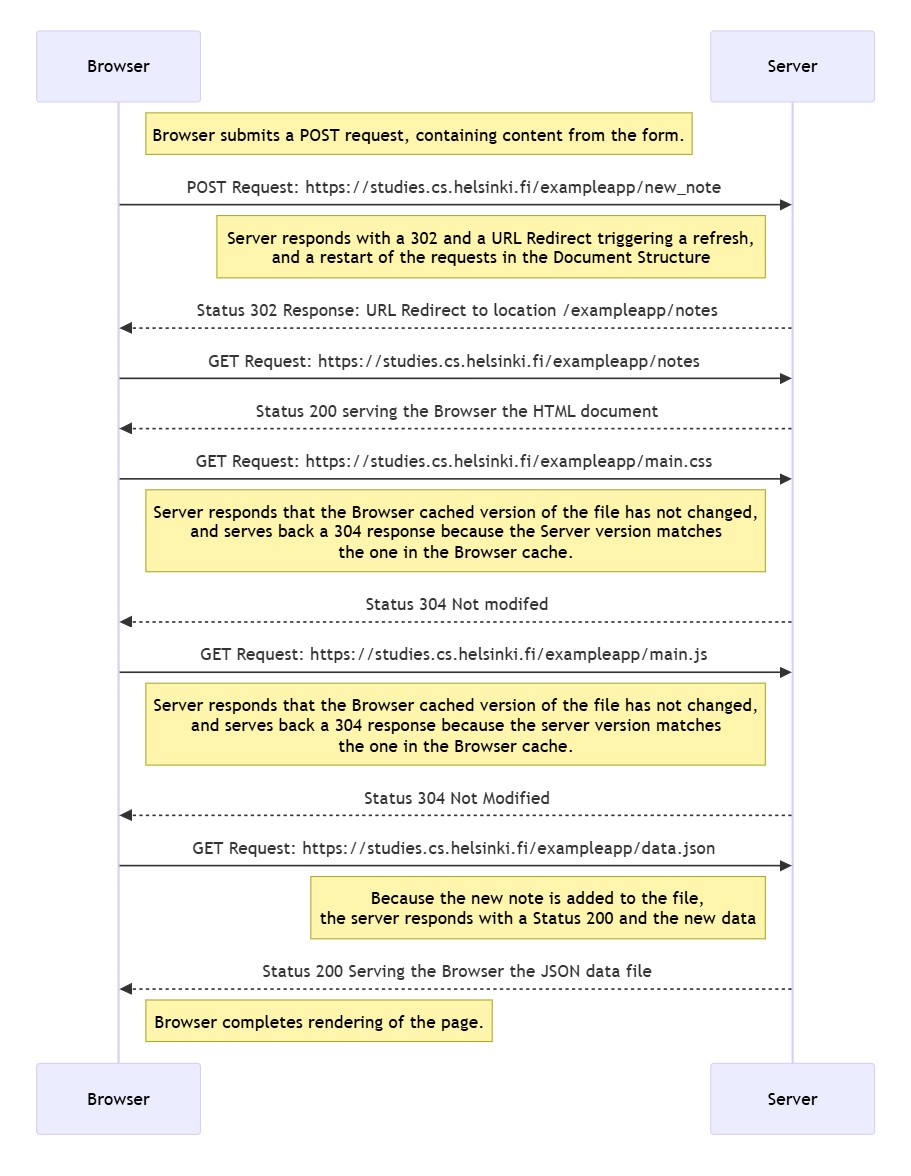 Browser
Server
Browser submits a POST request, containing content from the form.
POST Request: https://studies.cs.helsinki.fi/exampleapp/new_note
Server responds with a 302 and a URL Redirect triggering a refresh,
and a restart of the requests in the Document Structure
Status 302 Response: URL Redirect to location /exampleapp/notes
GET Request: https://studies.cs.helsinki.fi/exampleapp/notes
Status 200 serving the Browser the HTML document
GET Request: https://studies.cs.helsinki.fi/exampleapp/main.css
Server responds that the Browser cached version of the file has not changed,
and serves back a 304 response because the Server version matches
the one in the Browser cache.
Status 304 Not modifed
GET Request: https://studies.cs.helsinki.fi/exampleapp/main.js
Server responds that the Browser cached version of the file has not changed,
and serves back a 304 response because the server version matches
the one in the Browser cache.
Status 304 Not Modified
GET Request: https://studies.cs.helsinki.fi/exampleapp/data.json
Because the new note is added to the file,
the server responds with a Status 200 and the new data
Status 200 Serving the Browser the JSON data file
Browser completes rendering of the page.
Browser
Server